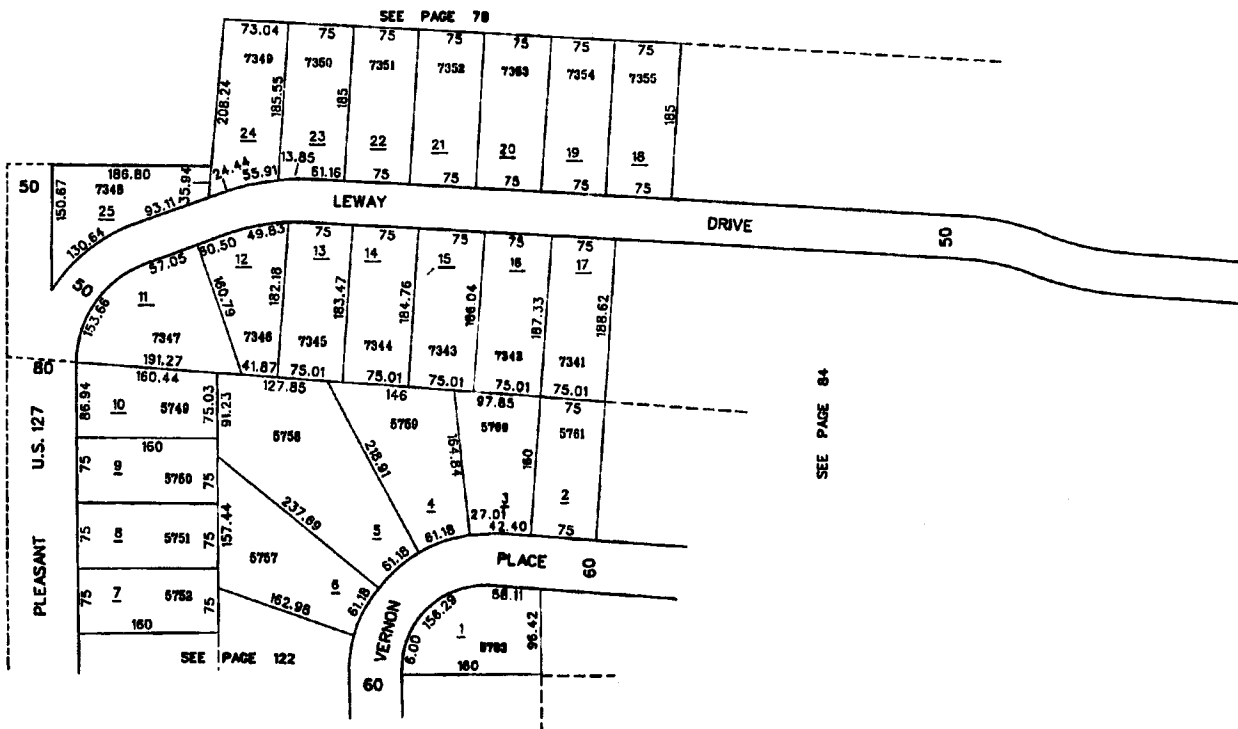 SEE PAGE 78
73.04 75 75 75 75 75 75
7349 7350 7351 7352 7353 7354 7355
208.24 185.55 185 185
24 23 22 21 20 19 18
24.44 55.91 13.85 61.16 75 75 75 75 75
50 186.80 35.94
7348
150.67 25 93.11
130.64
LEWAY DRIVE 50
50 57.05 60.50 49.83 75 75 75 75 75
12 13 14 15 16 17
11 153.66 160.79 182.18 183.47 184.76 186.04 187.33 188.62
7347 7346 7345 7344 7343 7342 7341
191.27 41.87 75.01 75.01 75.01 75.01 75.01
80 160.44 127.85 146 97.85 75
86.94 10 5749 75.03 91.23 5758 5759 5760 5761
U.S. 127
160 218.91 164.84 160
75 9 5750 75
237.69 5 4 27.01 42.40 2 75
75 8 5751 75 157.44 5757 61.18 61.18
PLEASANT
PLACE 60
75 7 5752 75 162.98 6 61.18
VERNON 156.29 58.11
1 96.42
160 6.00
SEE PAGE 122
160
60
SEE PAGE 84